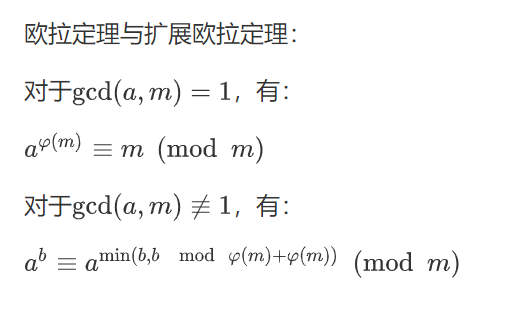 欧拉定理与扩展欧拉定理：
对于gcd(a, m) = 1，有：
a^{φ(m)} ≡ m (mod m)
对于gcd(a, m) ≢ 1，有：
a^b ≡ a^{min(b,b mod φ(m)+φ(m))} (mod m)